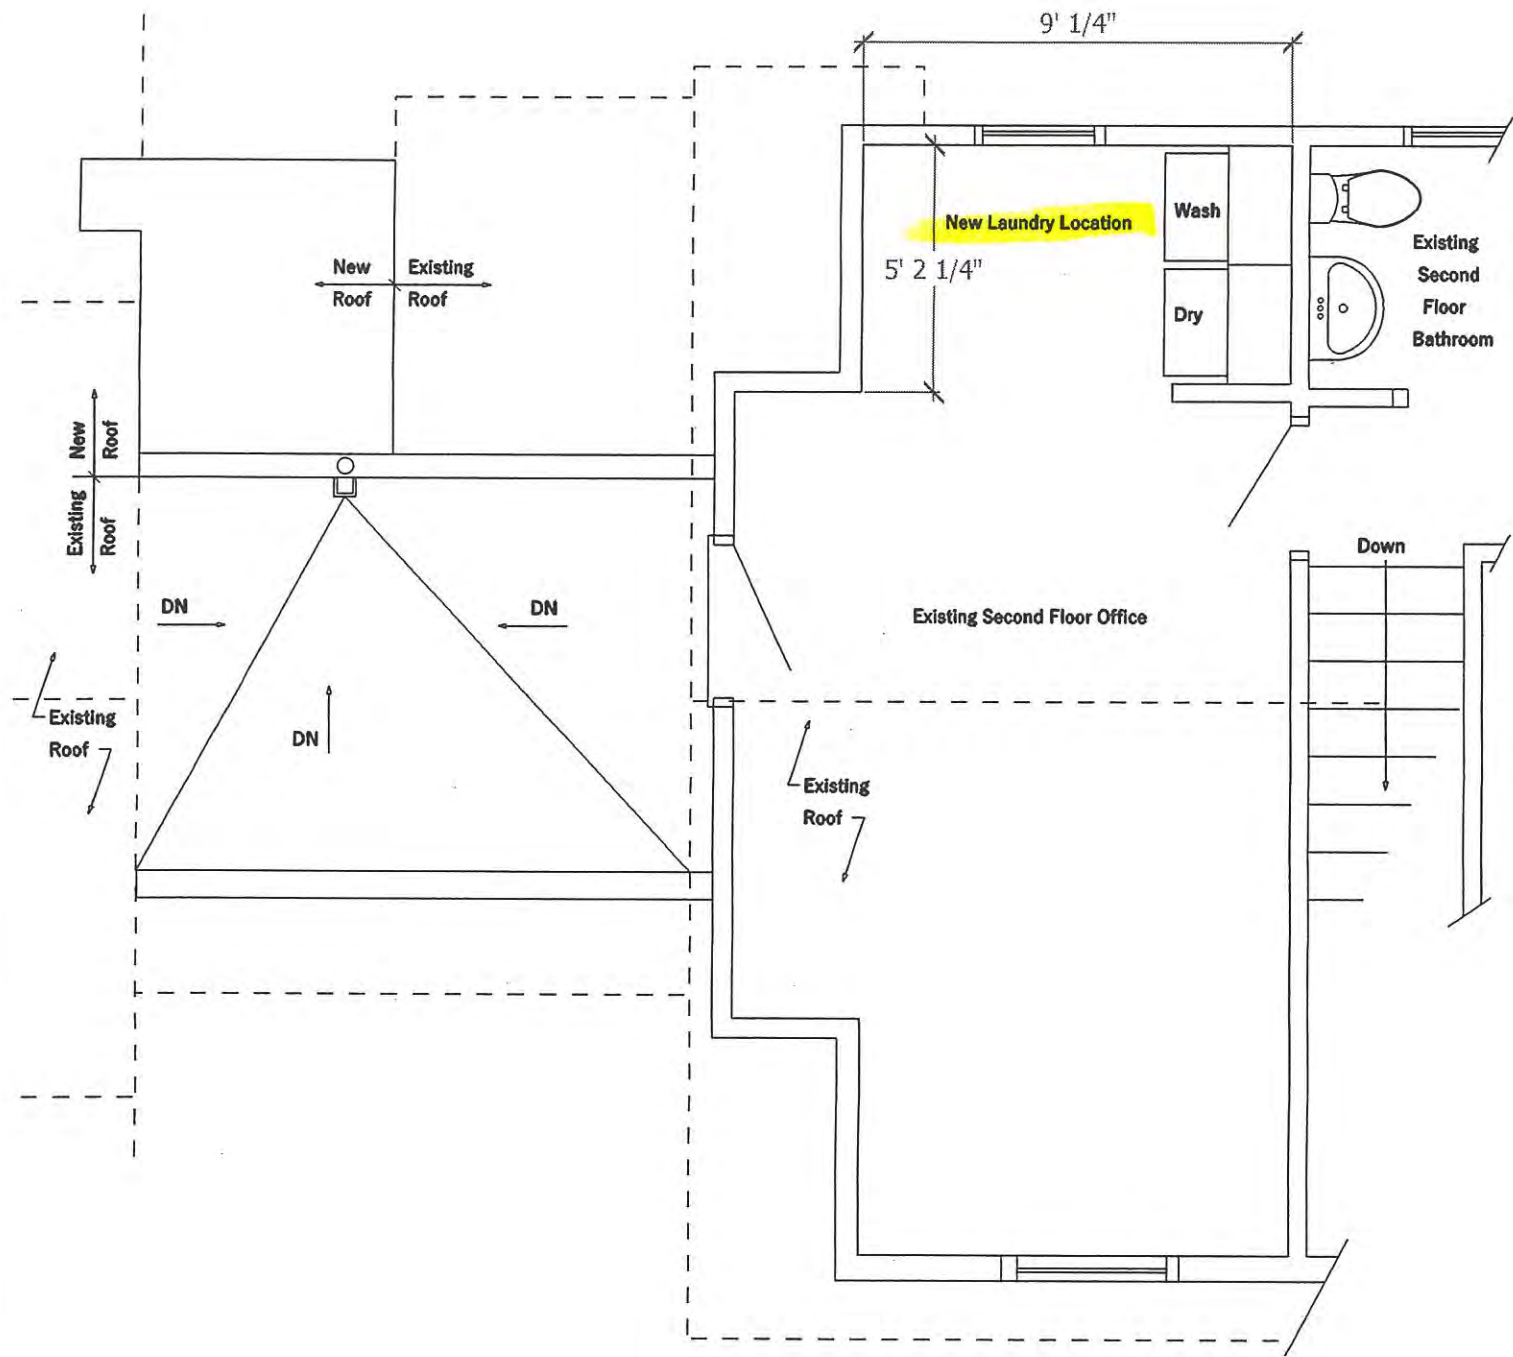 9' 1/4"
New Laundry Location
Wash
5' 2 1/4"
Dry
Existing
Second
Floor
Bathroom
New
Roof
Existing
Roof
New
Roof
Existing
Roof
Down
DN
DN
DN
Existing Second Floor Office
Existing
Roof
Existing
Roof